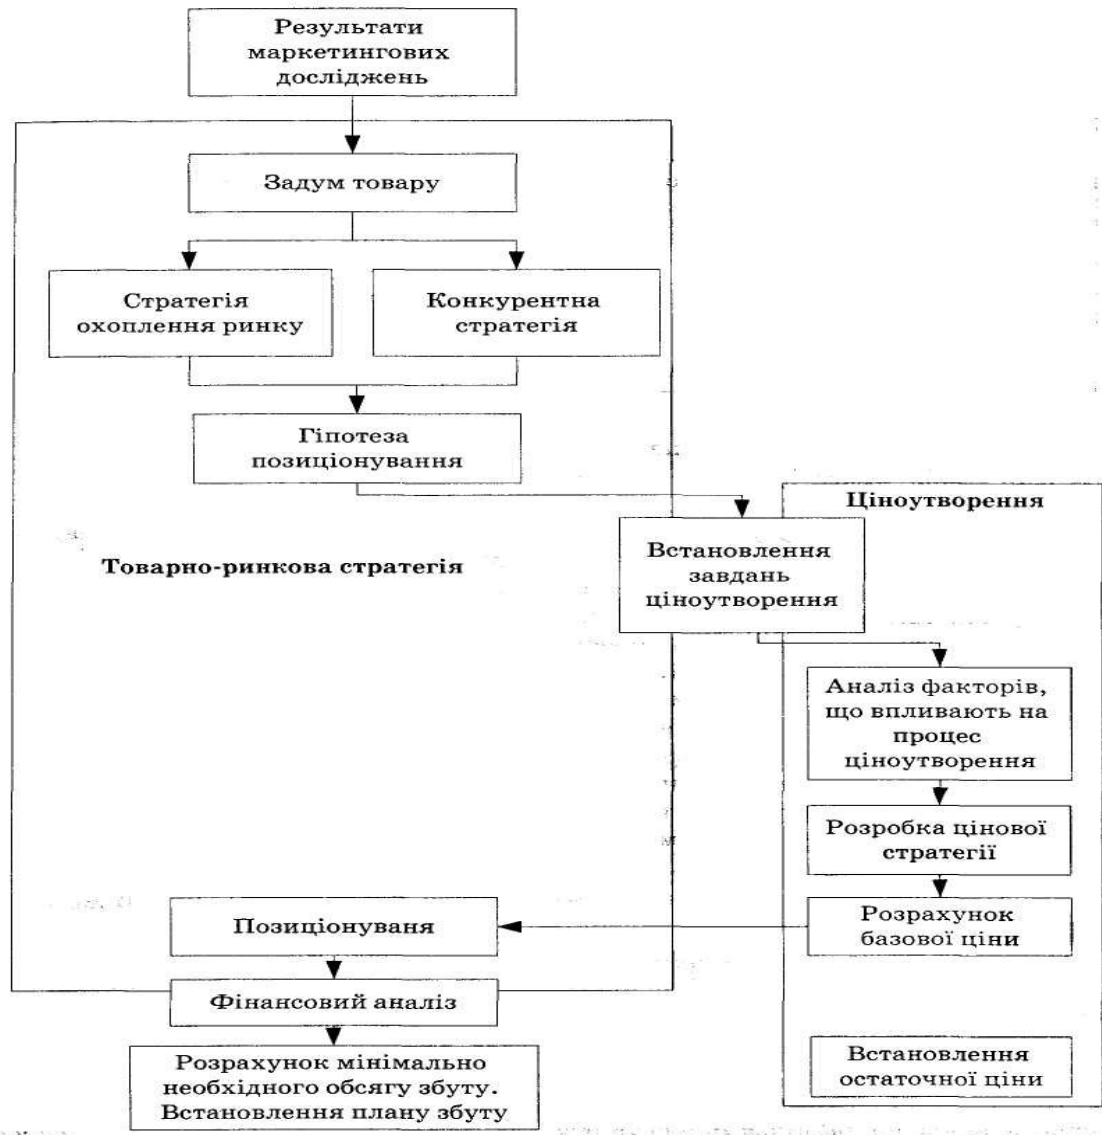 Результати
маркетингових
досліджень
Задум товару
Стратегія
охоплення ринку
Конкурентна
стратегія
Гіпотеза
позиціонування
Ціноутворення
Товарно-ринкова стратегія
Встановлення
завдань
ціноутворення
Аналіз факторів,
що впливають на
процес
ціноутворення
Розробка цінової
стратегії
Розрахунок
базової ціни
Позиціонуваня
Фінансовий аналіз
Розрахунок мінімально
необхідного обсягу збуту.
Встановлення плану збуту
Встановлення
остаточної ціни